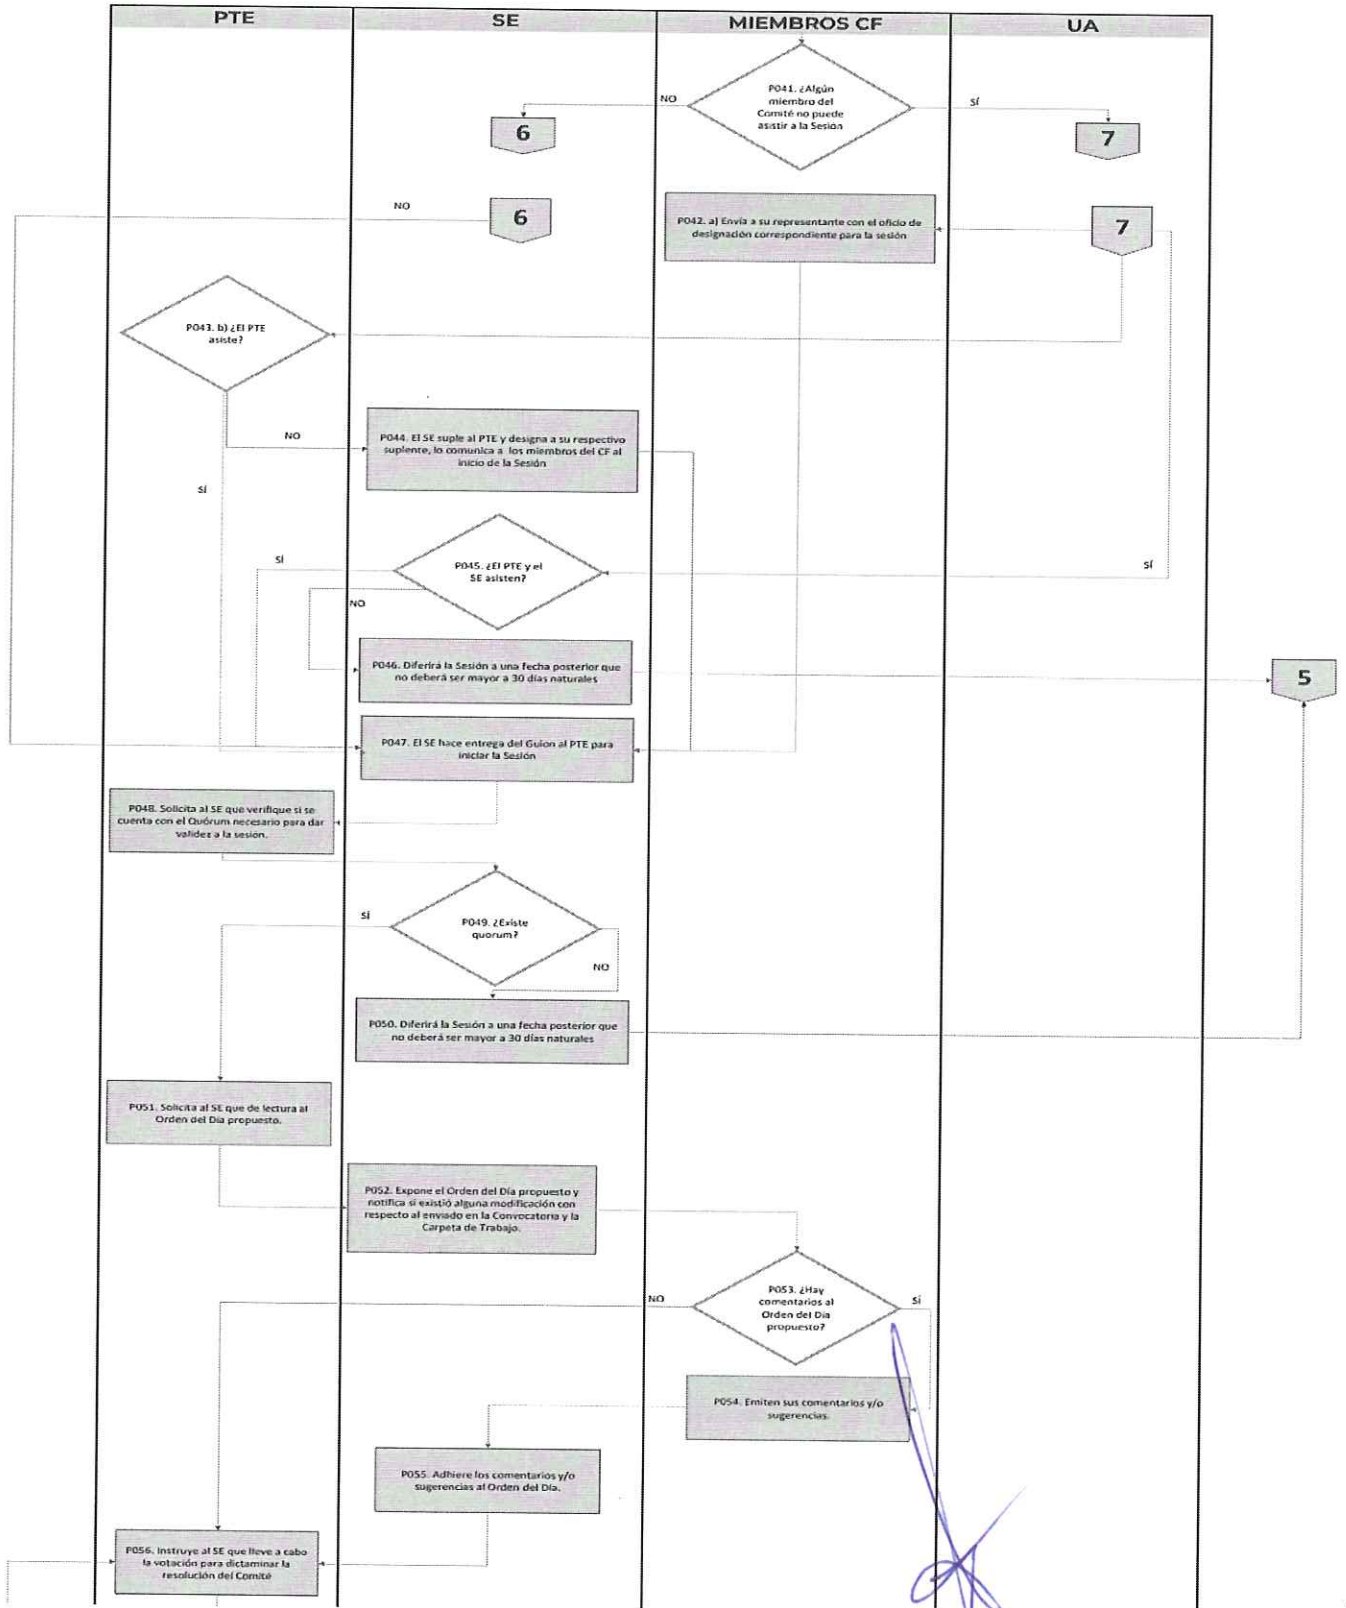 PTE
SE
MIEMBROS CF
UA
P041. ¿Algún
miembro del
Comité no puede
asistir a la Sesión
NO
SÍ
6
7
NO
6
P042. a) Envía a su representante con el oficio de
designación correspondiente para la sesión
7
P043. b) ¿El PTE
asiste?
NO
P044. El SE suple al PTE y designa a su respectivo
suplente, lo comunica a los miembros del CF al
inicio de la Sesión
SÍ
SÍ
P045. ¿El PTE y el
SE asisten?
SÍ
NO
P046. Diferirá la Sesión a una fecha posterior que
no deberá ser mayor a 30 días naturales
5
P047. El SE hace entrega del Guion al PTE para
iniciar la Sesión
P048. Solicita al SE que verifique si se
cuenta con el Quórum necesario para dar
validez a la sesión.
SÍ
P049. ¿Existe
quorum?
NO
P050. Diferirá la Sesión a una fecha posterior que
no deberá ser mayor a 30 días naturales
P051. Solicita al SE que de lectura al
Orden del Día propuesto.
P052. Expone el Orden del Día propuesto y
notifica si existió alguna modificación con
respecto al enviado en la Convocatoria y la
Carpeta de Trabajo.
NO
P053. ¿Hay
comentarios al
Orden del Día
propuesto?
SÍ
P054. Emiten sus comentarios y/o
sugerencias.
P055. Adhiere los comentarios y/o
sugerencias al Orden del Día.
P056. Instruye al SE que lleve a cabo
la votación para dictaminar la
resolución del Comité